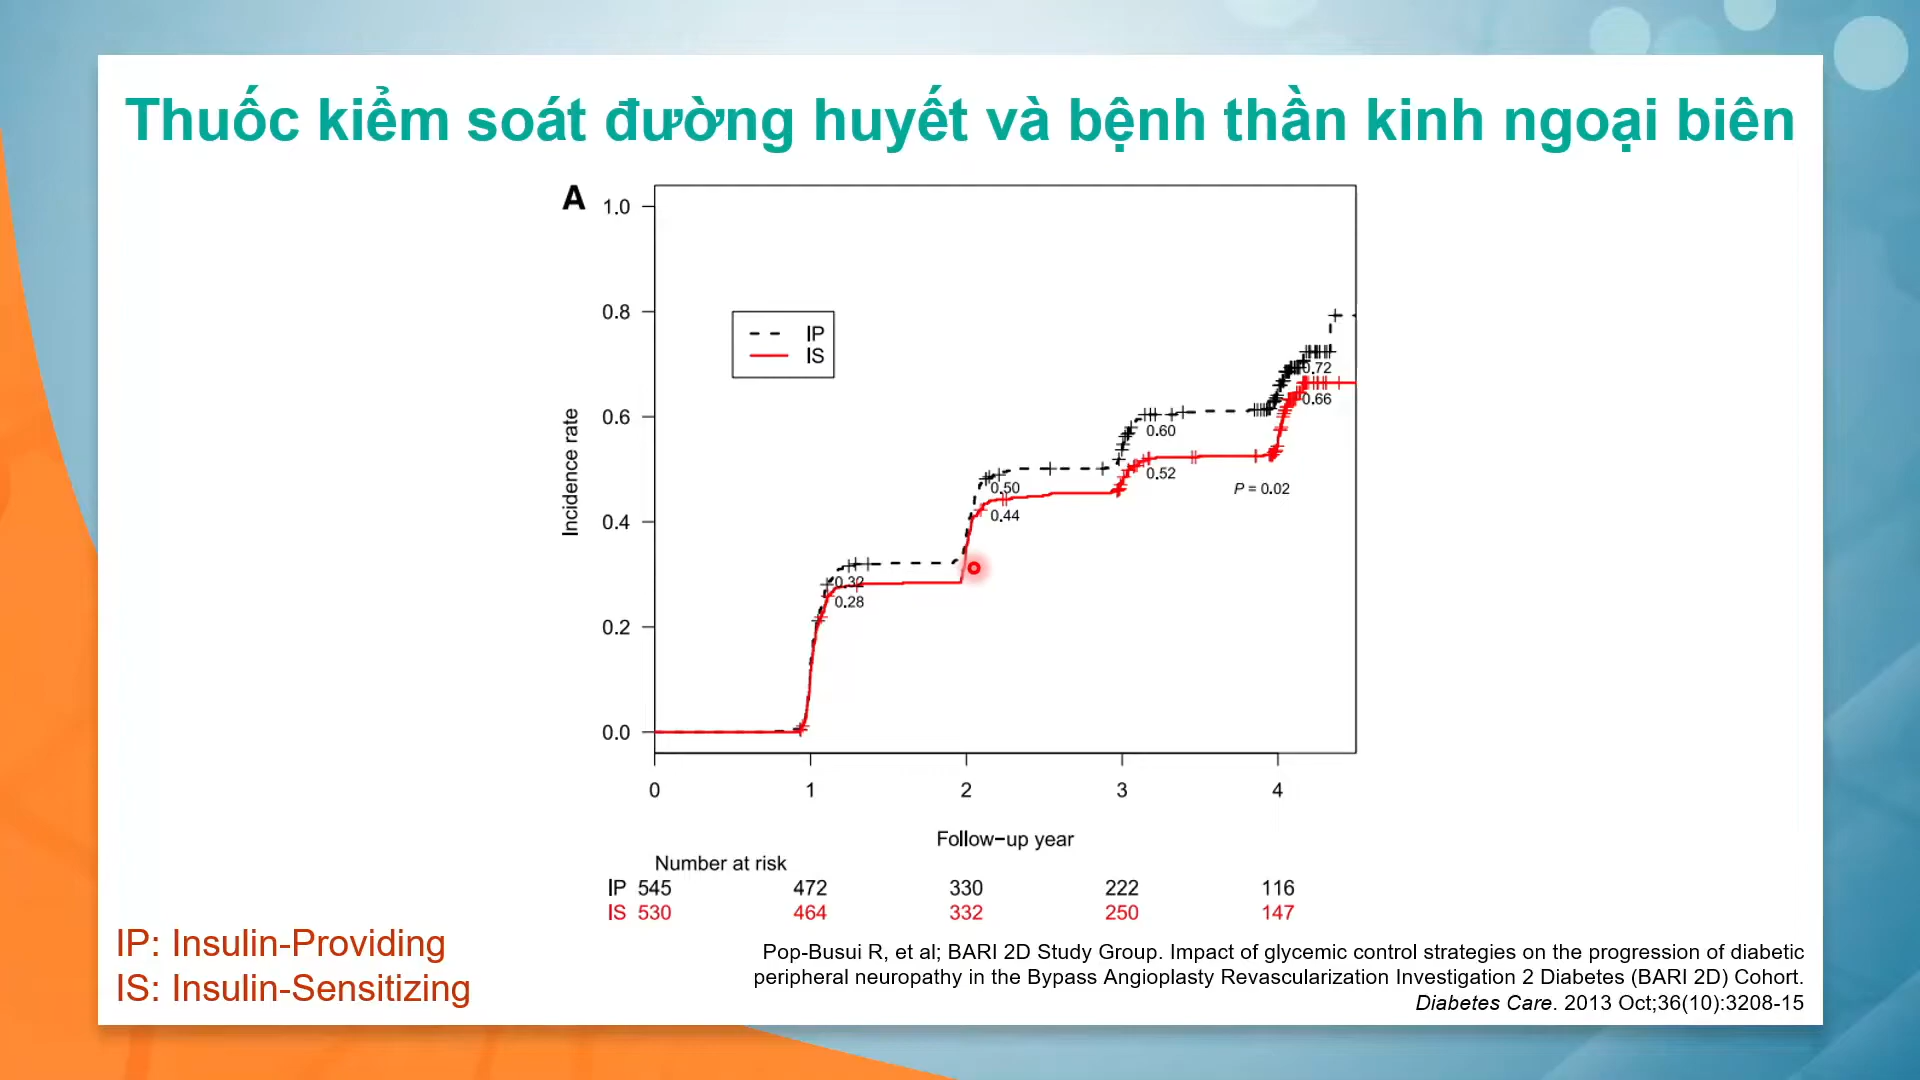 Thuốc kiểm soát đường huyết và bệnh thần kinh ngoại biên
A
1.0
0.8
0.6
0.4
0.2
0.0
Incidence rate
IP
IS
0.32
0.28
0.50
0.44
0.60
0.52
0.72
0.66
P = 0.02
0 1 2 3 4
Follow-up year
Number at risk
IP 545 472 330 222 116
IS 530 464 332 250 147
IP: Insulin-Providing
IS: Insulin-Sensitizing
Pop-Busui R, et al; BARI 2D Study Group. Impact of glycemic control strategies on the progression of diabetic
peripheral neuropathy in the Bypass Angioplasty Revascularization Investigation 2 Diabetes (BARI 2D) Cohort.
Diabetes Care. 2013 Oct;36(10):3208-15